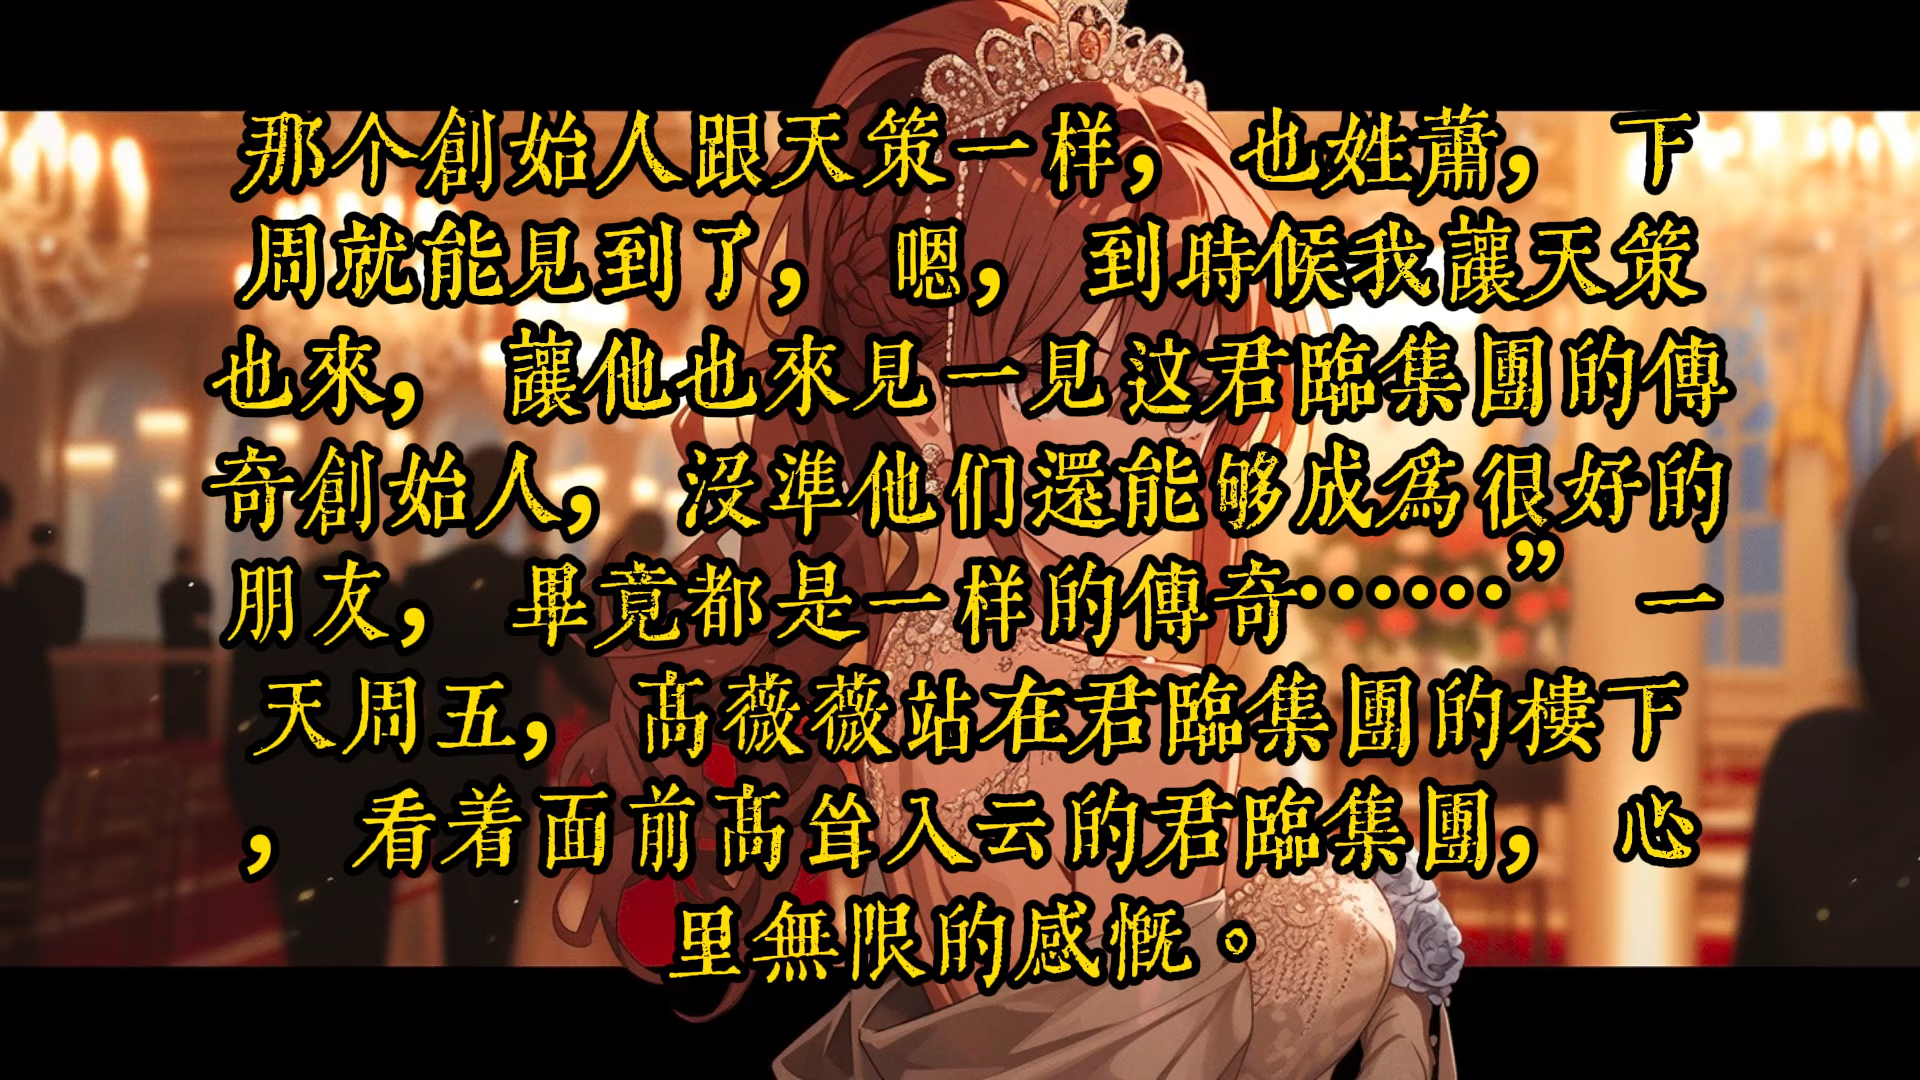 那个創始人跟天策一样， 也姓蕭， 下
周就能見到了， 嗯， 到時候我讓天策
也來， 讓他也來見一見这君臨集團的傳
奇創始人， 没準他们還能够成爲很好的
朋友， 畢竟都是一样的傳奇……” 一
天周五， 高薇薇站在君臨集團的樓下
， 看着面前高耸入云的君臨集團， 心
里無限的感慨。